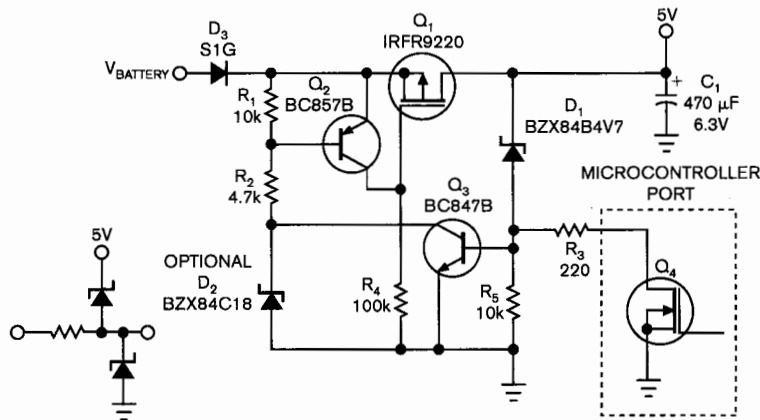 D3
S1G
VBATTERY
Q1
IRFR9220
5V
Q2
BC857B
R1
10k
+
C1
470 µF
6.3V
D1
BZX84B4V7
R2
4.7k
Q3
BC847B
MICROCONTROLLER
PORT
5V
OPTIONAL
D2
BZX84C18
R4
100k
R5
10k
R3
220
Q4